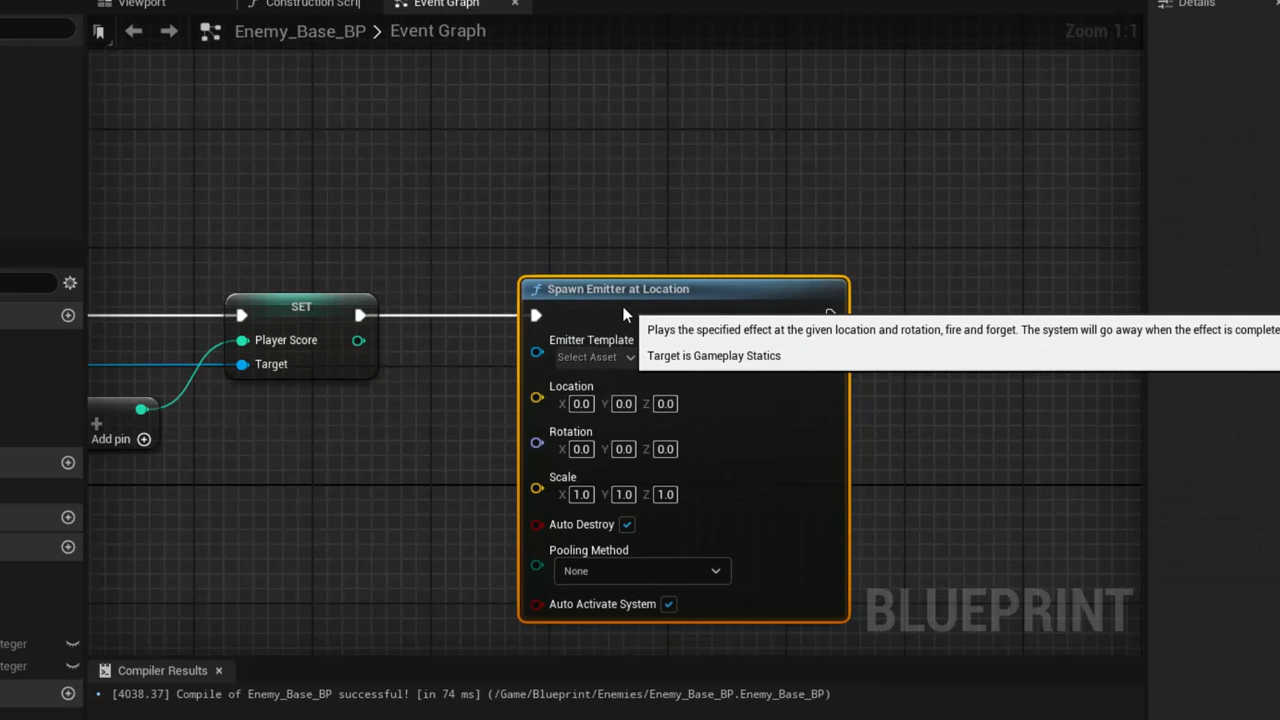 Viewport
Construction Scrip
Event Graph
Details
Enemy_Base_BP > Event Graph
Zoom 1:1
SET
Player Score
Target
Add pin
Spawn Emitter at Location
Emitter Template
Select Asset
Plays the specified effect at the given location and rotation, fire and forget. The system will go away when the effect is complete
Target is Gameplay Statics
Location
X 0.0 Y 0.0 Z 0.0
Rotation
X 0.0 Y 0.0 Z 0.0
Scale
X 1.0 Y 1.0 Z 1.0
Auto Destroy
Pooling Method
None
Auto Activate System
BLUEPRINT
nteger
nteger
Compiler Results
[4038.37] Compile of Enemy_Base_BP successful! [in 74 ms] (/Game/Blueprint/Enemies/Enemy_Base_BP.Enemy_Base_BP)